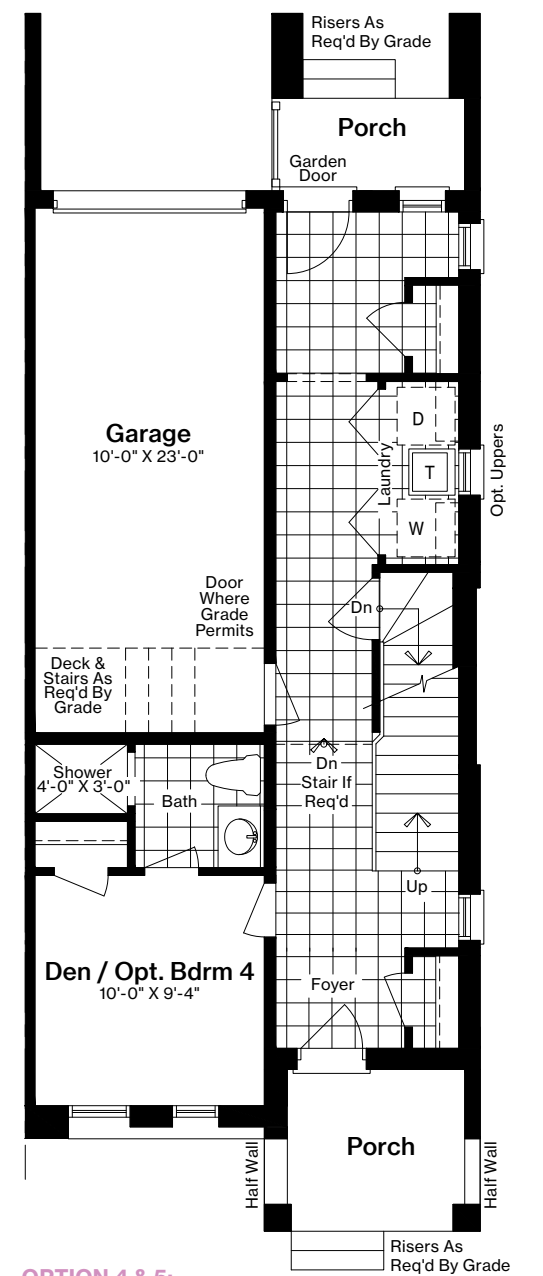 Risers As
Req'd By Grade
Porch
Garden
Door
Garage
10'-0" X 23'-0"
D
Laundry
T
Opt. Uppers
W
Door
Where
Grade
Permits
Dn
Deck &
Stairs As
Req'd By
Grade
Dn
Stair If
Req'd
Shower
4'-0" X 3'-0"
Bath
Up
Den / Opt. Bdrm 4
10'-0" X 9'-4"
Foyer
Porch
Half Wall
Half Wall
Risers As
Req'd By Grade
OPTION 4 & 5: